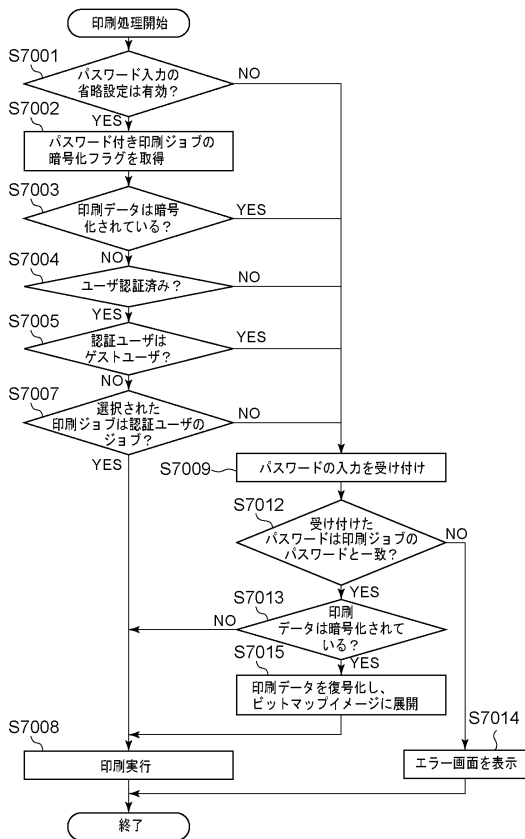 印刷処理開始
S7001
パスワード入力の
省略設定は有効？
NO
YES
S7002
パスワード付き印刷ジョブの
暗号化フラグを取得
S7003
印刷データは暗号
化されている？
YES
NO
S7004
ユーザ認証済み？
NO
YES
S7005
認証ユーザは
ゲストユーザ？
YES
NO
S7007
選択された
印刷ジョブは認証ユーザの
ジョブ？
NO
YES
S7009
パスワードの入力を受け付け
S7012
受け付けた
パスワードは印刷ジョブの
パスワードと一致？
NO
YES
S7013
印刷
データは暗号化されて
いる？
NO
YES
S7015
印刷データを復号化し、
ビットマップイメージに展開
S7008
印刷実行
S7014
エラー画面を表示
終了